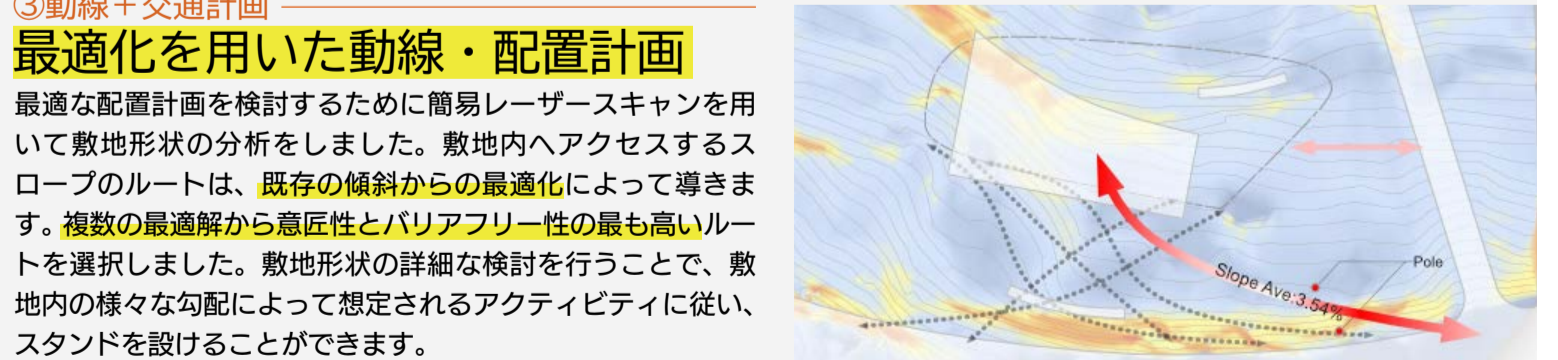 ③動線＋交通計画
最適化を用いた動線・配置計画
最適な配置計画を検討するために簡易レーザースキャンを用
いて敷地形状の分析をしました。敷地内へアクセスするス
ロープのルートは、既存の傾斜からの最適化によって導きま
す。複数の最適解から意匠性とバリアフリー性の最も高いルー
トを選択しました。敷地形状の詳細な検討を行うことで、敷
地内の様々な勾配によって想定されるアクティビティに従い、
スタンドを設けることができます。
Pole
Slope Ave:3.54%